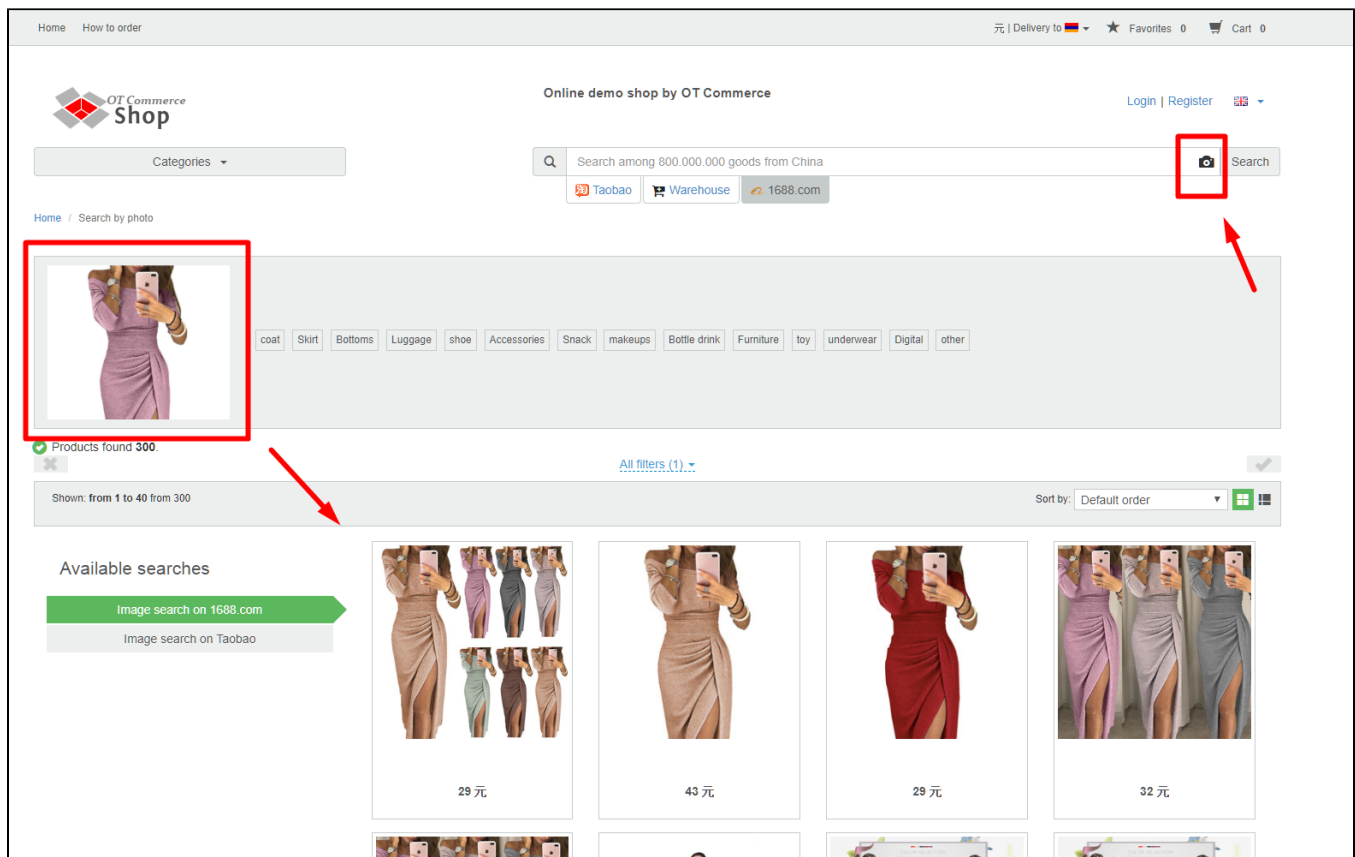 Home How to order 元 | Delivery to Favorites 0 Cart 0
OT Commerce
Shop
Online demo shop by OT Commerce
Login | Register
Categories
Search among 800.000.000 goods from China
Search
Taobao Warehouse 1688.com
Home / Search by photo
coat Skirt Bottoms Luggage shoe Accessories Snack makeups Bottle drink Furniture toy underwear Digital other
Products found 300.
All filters (1)
Shown: from 1 to 40 from 300
Sort by: Default order
Available searches
Image search on 1688.com
Image search on Taobao
29 元 43 元 29 元 32 元